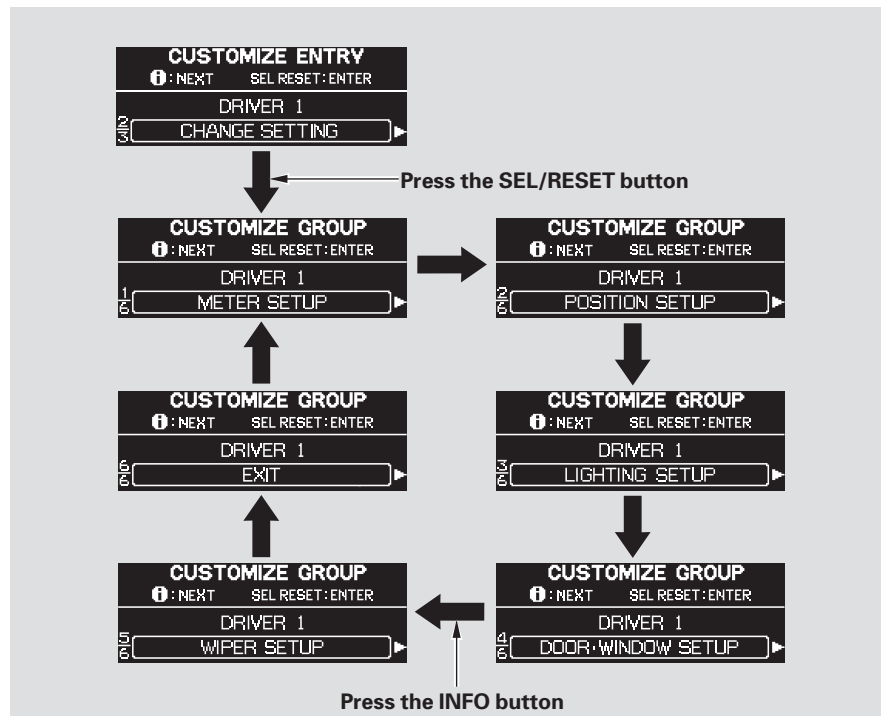 CUSTOMIZE ENTRY
i : NEXT SEL RESET : ENTER
DRIVER 1
2/3 CHANGE SETTING
Press the SEL/RESET button
CUSTOMIZE GROUP
i : NEXT SEL RESET : ENTER
DRIVER 1
1/6 METER SETUP
CUSTOMIZE GROUP
i : NEXT SEL RESET : ENTER
DRIVER 1
2/6 POSITION SETUP
CUSTOMIZE GROUP
i : NEXT SEL RESET : ENTER
DRIVER 1
6/6 EXIT
CUSTOMIZE GROUP
i : NEXT SEL RESET : ENTER
DRIVER 1
3/6 LIGHTING SETUP
CUSTOMIZE GROUP
i : NEXT SEL RESET : ENTER
DRIVER 1
5/6 WIPER SETUP
CUSTOMIZE GROUP
i : NEXT SEL RESET : ENTER
DRIVER 1
4/6 DOOR·WINDOW SETUP
Press the INFO button